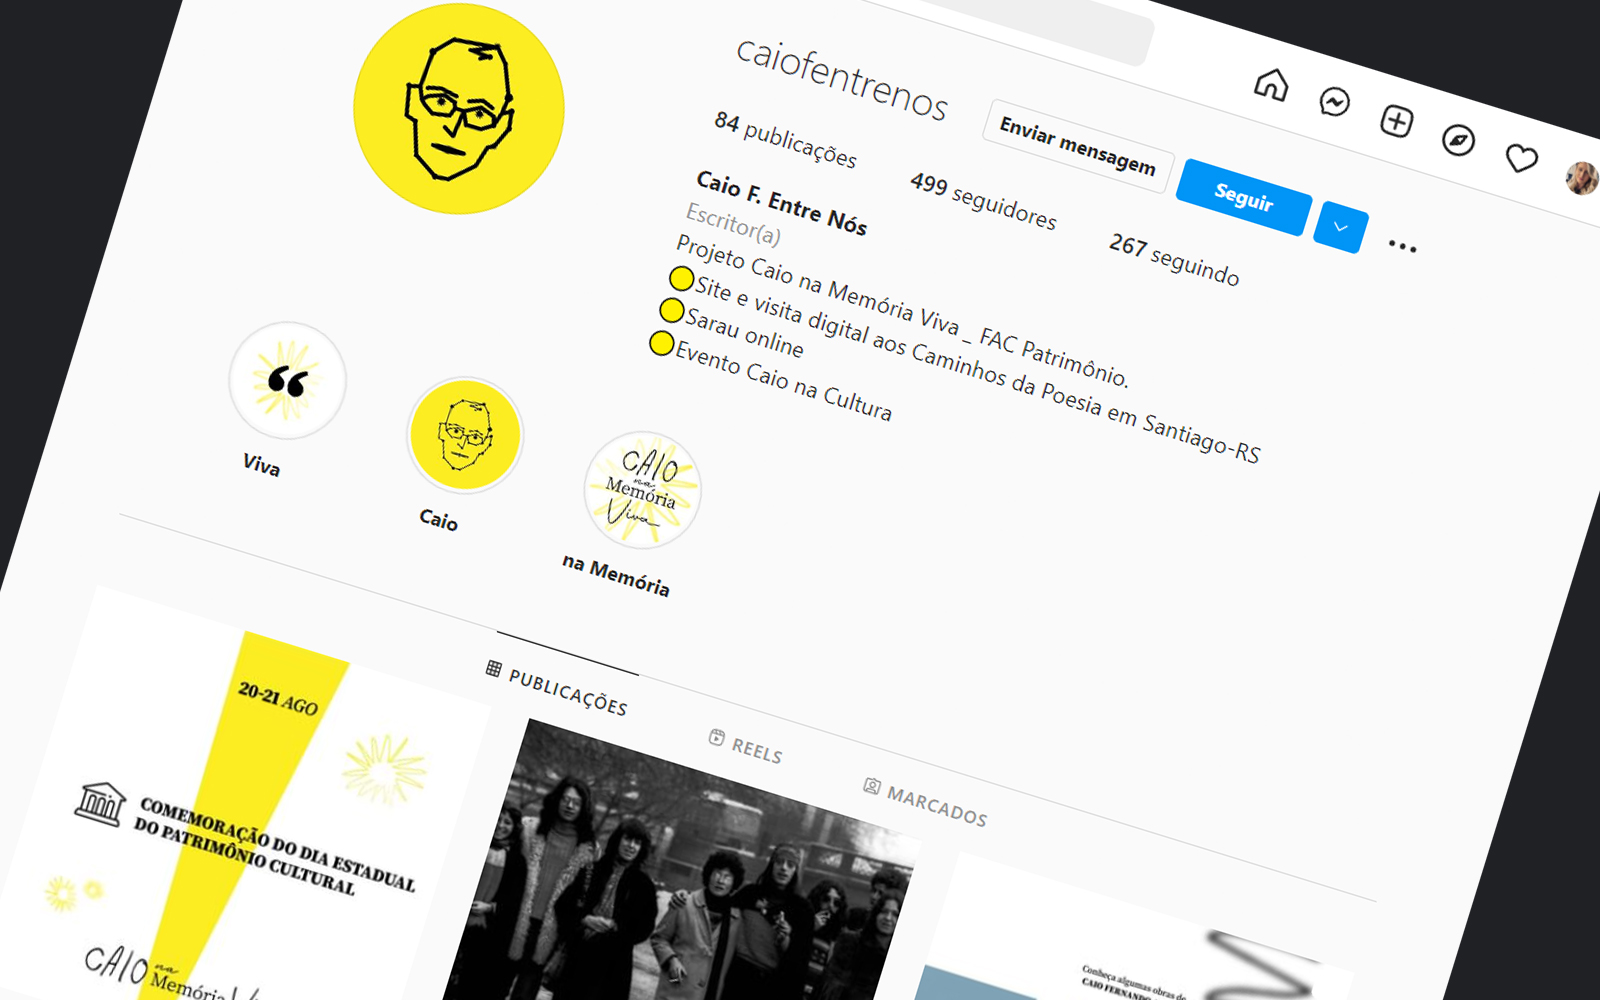 caiofentrenos
Enviar mensagem
Seguir
84 publicações
499 seguidores
267 seguindo
Caio F. Entre Nós
Escritor(a)
Projeto Caio na Memória Viva _ FAC Patrimônio.
Site e visita digital aos Caminhos da Poesia em Santiago-RS
Sarau online
Evento Caio na Cultura
“
CAIO
na
Memória
Viva
Viva
Caio
na Memória
PUBLICAÇÕES
REELS
MARCADOS
20-21 AGO
COMEMORAÇÃO DO DIA ESTADUAL
DO PATRIMÔNIO CULTURAL
CAIO na Memória
Conheça algumas obras de
CAIO FERNANDO